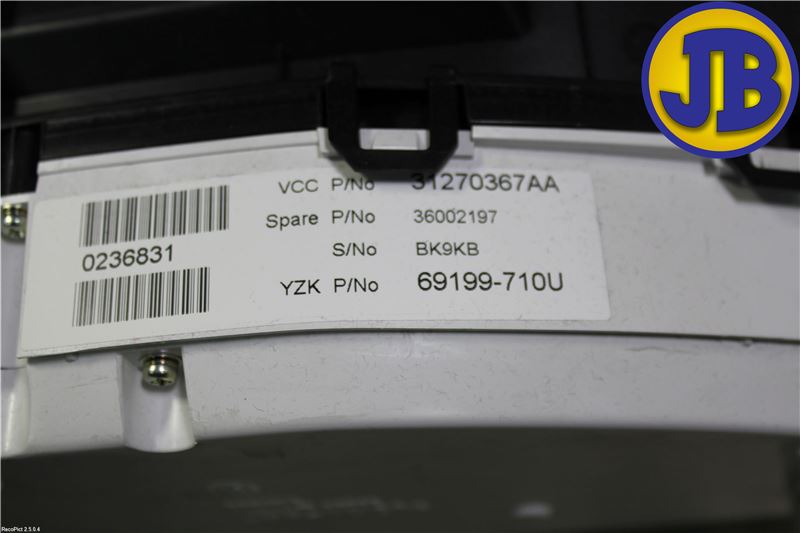 JB
VCC P/No 31270367AA
Spare P/No 36002197
S/No BK9KB
YZK P/No 69199-710U
0236831
RecoPict 2.5.0.4